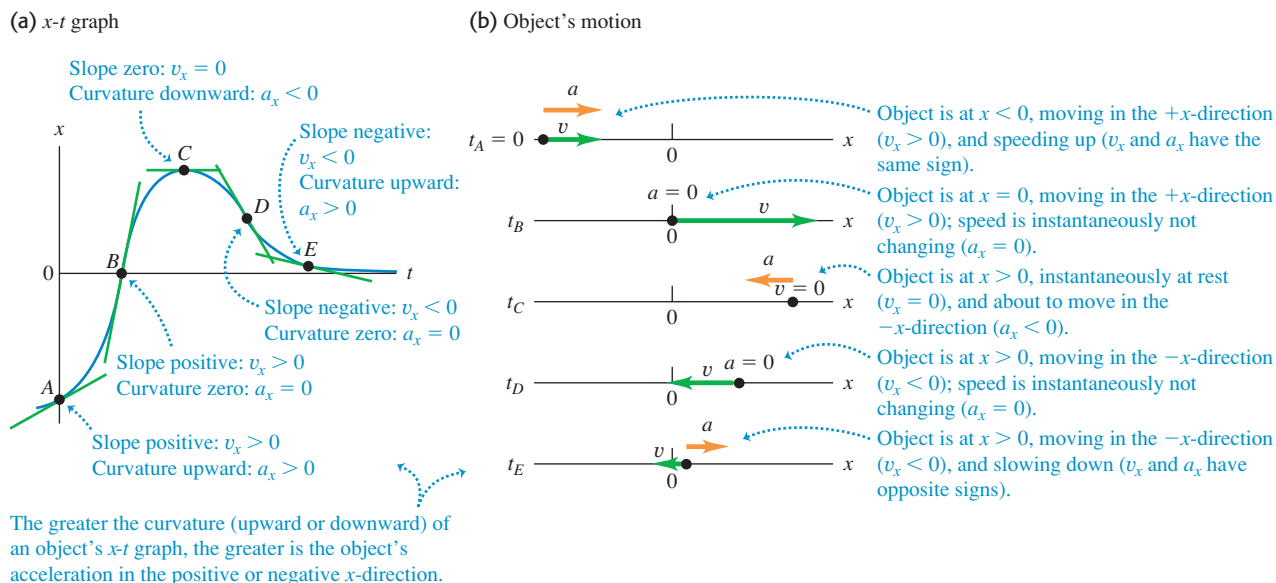 (a) x-t graph
Slope zero: vₓ = 0
Curvature downward: aₓ < 0
x
C
Slope negative:
vₓ < 0
Curvature upward:
aₓ > 0
D
E
B
0
t
Slope negative: vₓ < 0
Curvature zero: aₓ = 0
Slope positive: vₓ > 0
Curvature zero: aₓ = 0
A
Slope positive: vₓ > 0
Curvature upward: aₓ > 0
The greater the curvature (upward or downward) of
an object’s x-t graph, the greater is the object’s
acceleration in the positive or negative x-direction.
(b) Object’s motion
a
v
t_A = 0
x
0
Object is at x < 0, moving in the +x-direction
(vₓ > 0), and speeding up (vₓ and aₓ have the
same sign).
a = 0
v
t_B
x
0
Object is at x = 0, moving in the +x-direction
(vₓ > 0); speed is instantaneously not
changing (aₓ = 0).
a
v = 0
t_C
x
0
Object is at x > 0, instantaneously at rest
(vₓ = 0), and about to move in the
−x-direction (aₓ < 0).
v
a = 0
t_D
x
0
Object is at x > 0, moving in the −x-direction
(vₓ < 0); speed is instantaneously not
changing (aₓ = 0).
a
v
t_E
x
0
Object is at x > 0, moving in the −x-direction
(vₓ < 0), and slowing down (vₓ and aₓ have
opposite signs).